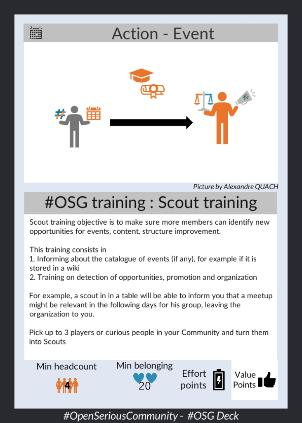 Action - Event
#
Picture by Alexandre QUACH
#OSG training : Scout training
Scout training objective is to make sure more members can identify new
opportunities for events, content, structure improvement.
This training consists in
1. Informing about the catalogue of events (if any), for example if it is
stored in a wiki
2. Training on detection of opportunities, promotion and organization
For example, a scout in in a table will be able to inform you that a meetup
might be relevant in the following days for his group, leaving the
organization to you.
Pick up to 3 players or curious people in your Community and turn them
into Scouts
Min headcount
4
Min belonging
20
Effort
points
Value
Points
#OpenSeriousCommunity - #OSG Deck